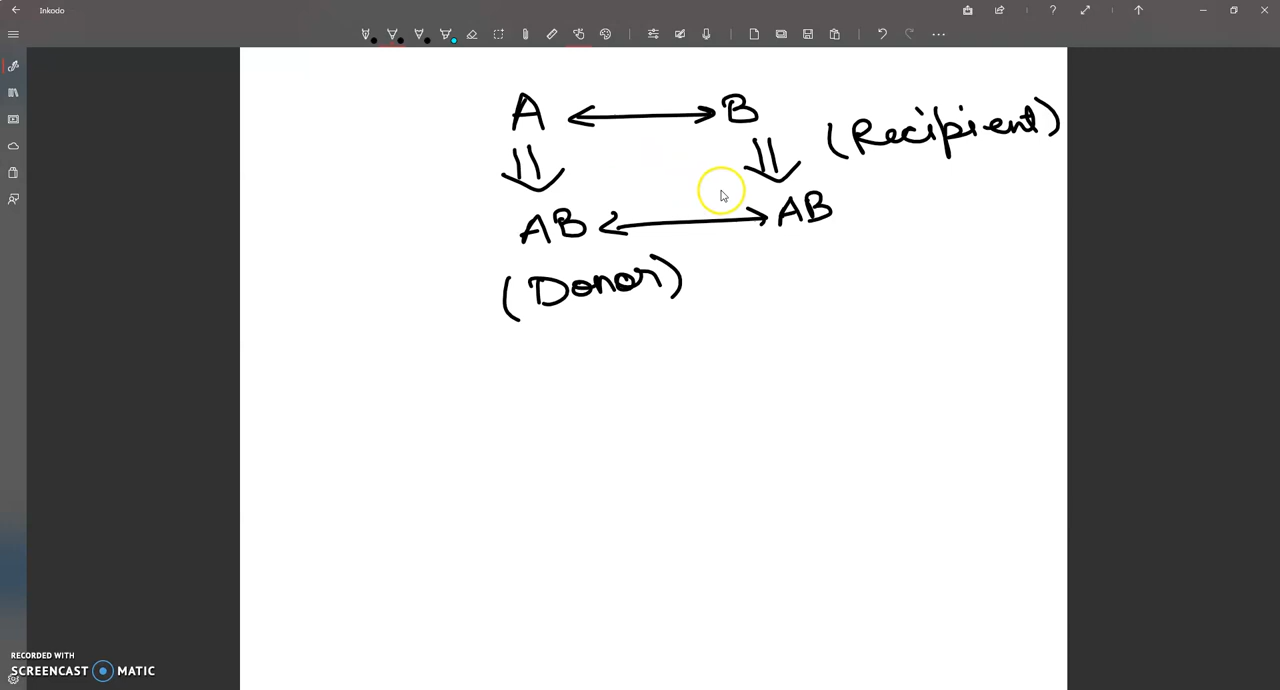 Inkodo
A ↔ B (Recipient)
⇓ ⇓
AB ↔ AB
(Donor)
RECORDED WITH
SCREENCAST MATIC